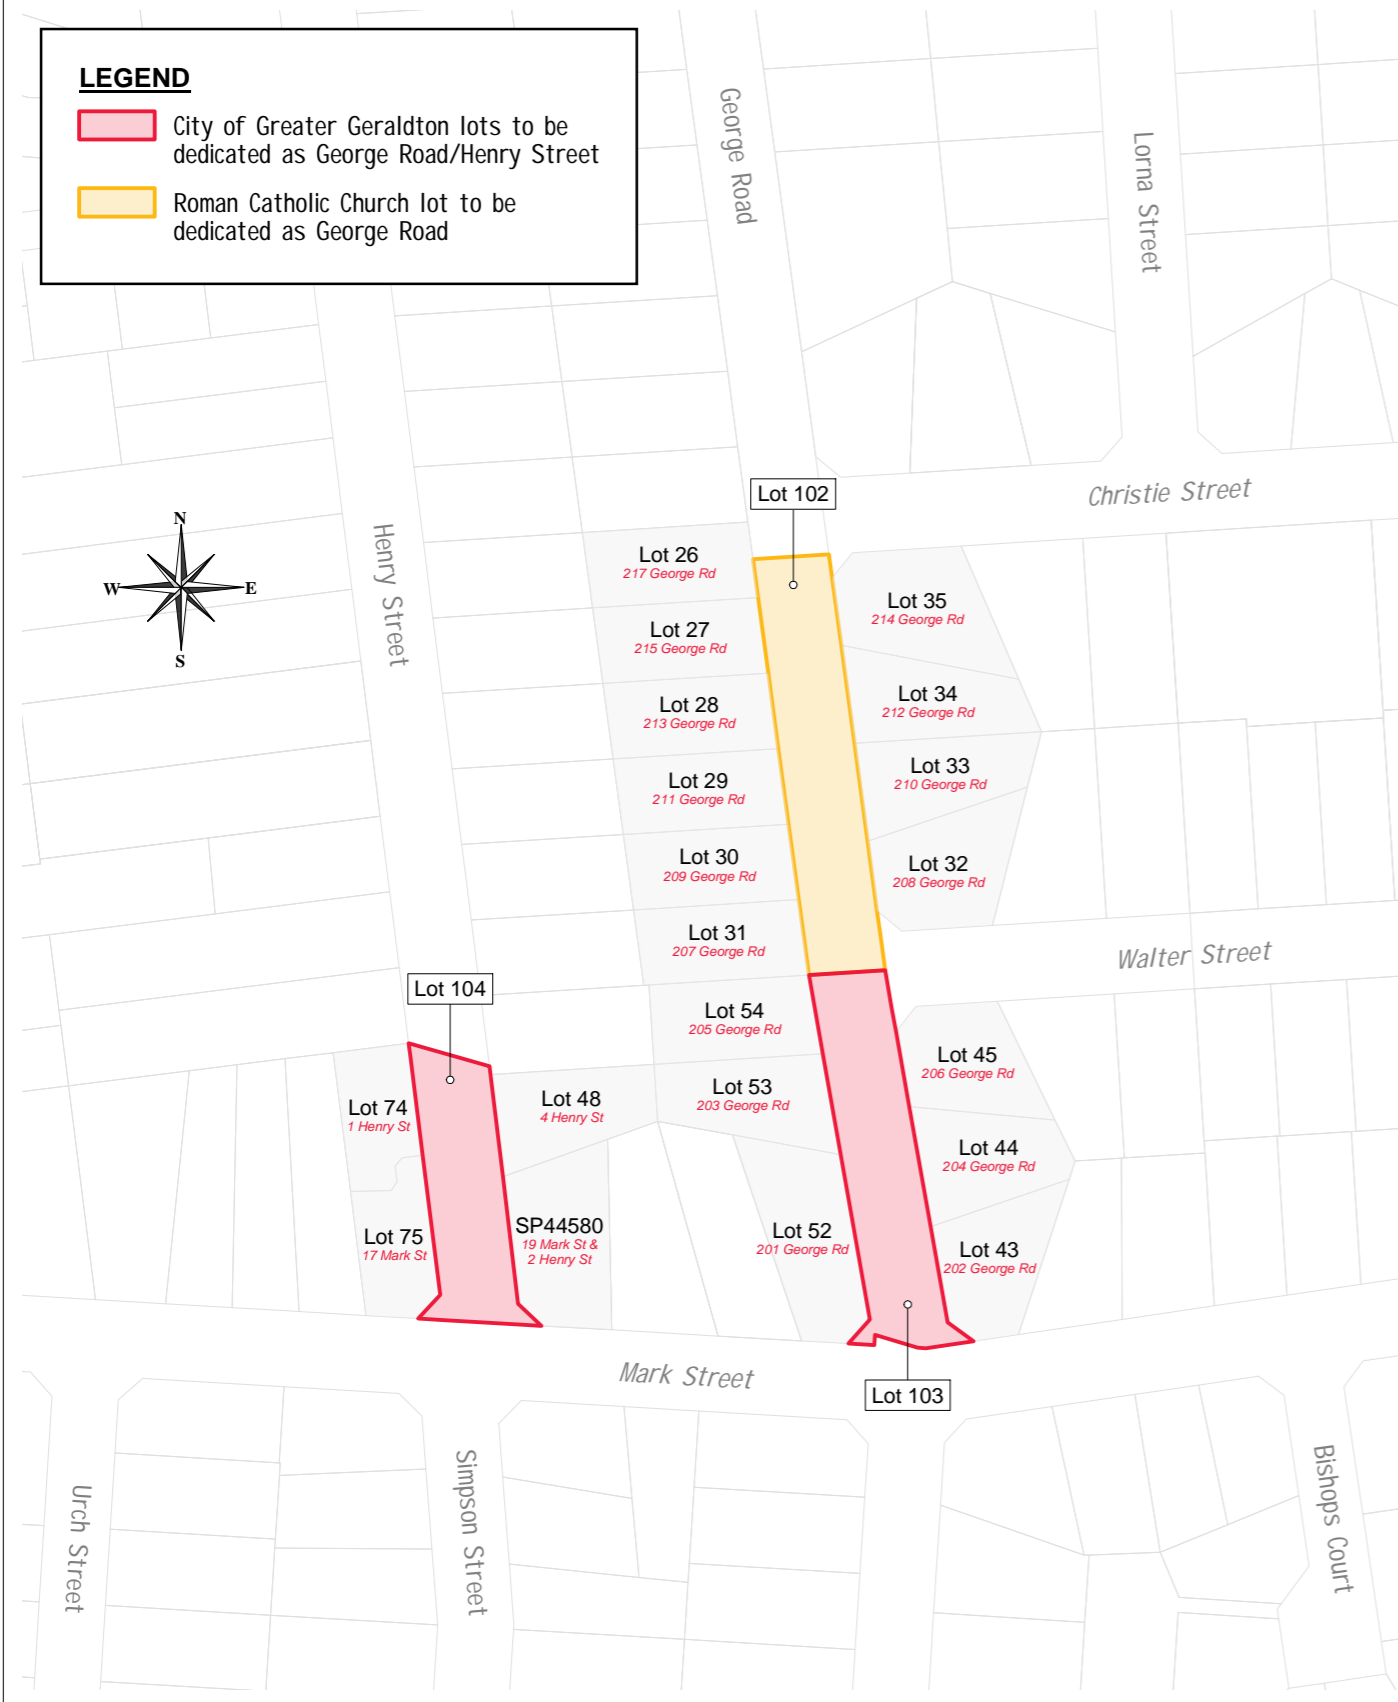 LEGEND
City of Greater Geraldton lots to be
dedicated as George Road/Henry Street
Roman Catholic Church lot to be
dedicated as George Road
George Road
Lorna Street
Christie Street
Lot 102
N
W
E
S
Henry Street
Lot 26
217 George Rd
Lot 27
215 George Rd
Lot 28
213 George Rd
Lot 29
211 George Rd
Lot 30
209 George Rd
Lot 31
207 George Rd
Lot 35
214 George Rd
Lot 34
212 George Rd
Lot 33
210 George Rd
Lot 32
208 George Rd
Walter Street
Lot 104
Lot 54
205 George Rd
Lot 53
203 George Rd
Lot 52
201 George Rd
Lot 45
206 George Rd
Lot 44
204 George Rd
Lot 43
202 George Rd
Lot 74
1 Henry St
Lot 48
4 Henry St
Lot 75
17 Mark St
SP44580
19 Mark St &
2 Henry St
Mark Street
Lot 103
Urch Street
Simpson Street
Bishops Court